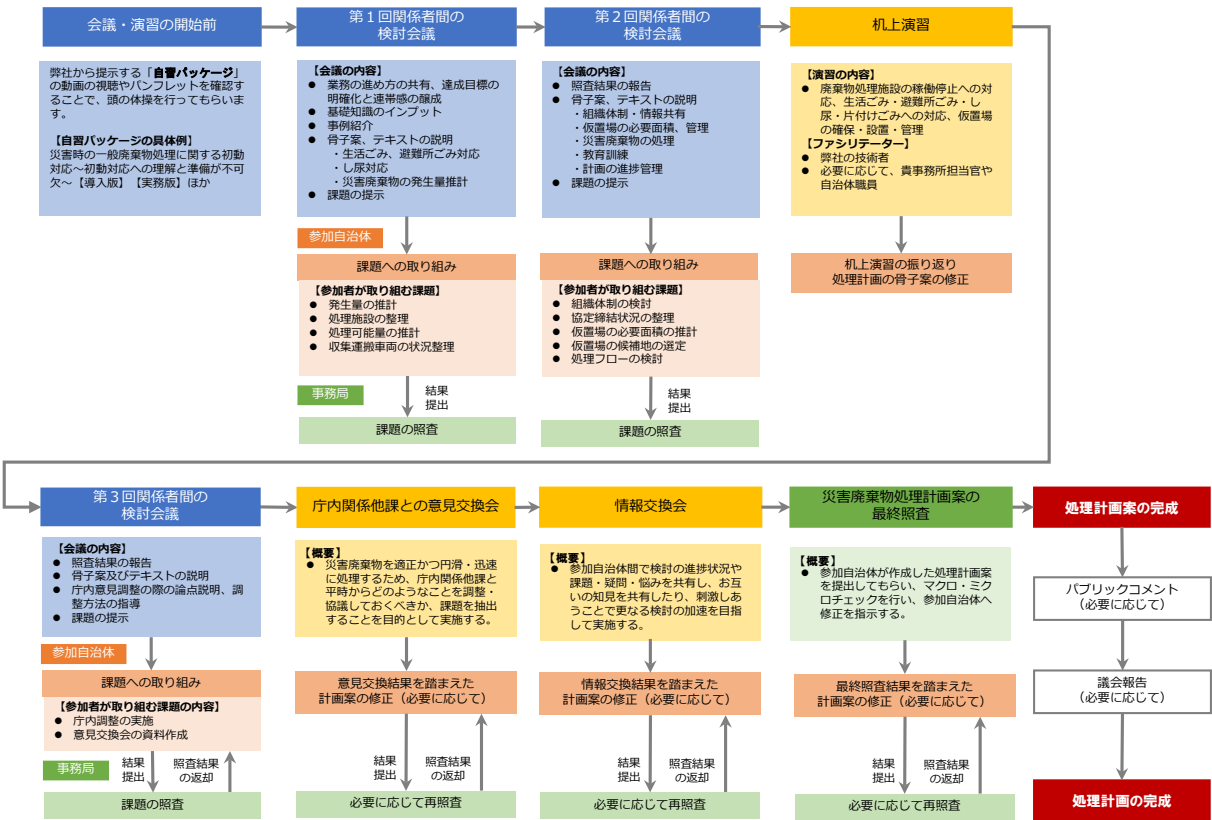 会議・演習の開始前
弊社から提示する「自習パッケージ」
の動画の視聴やパンフレットを確認す
ることで、頭の体操を行ってもらいま
す。
【自習パッケージの具体例】
災害時の一般廃棄物処理に関する初動
対応~初動対応への理解と準備が不可
欠~【導入版】【実務版】ほか
第1回関係者間の
検討会議
【会議の内容】
● 業務の進め方の共有、達成目標の
明確化と連帯感の醸成
● 基礎知識のインプット
● 事例紹介
● 骨子案、テキストの説明
・生活ごみ、避難所ごみ対応
・し尿対応
・災害廃棄物の発生量推計
● 課題の提示
参加自治体
課題への取り組み
【参加者が取り組む課題】
● 発生量の推計
● 処理施設の整理
● 処理可能量の推計
● 収集運搬車両の状況整理
事務局
結果
提出
課題の照査
第2回関係者間の
検討会議
【会議の内容】
● 照査結果の報告
● 骨子案、テキストの説明
・組織体制・情報共有
・仮置場の必要面積、管理
・災害廃棄物の処理
・教育訓練
・計画の進捗管理
● 課題の提示
課題への取り組み
【参加者が取り組む課題】
● 組織体制の検討
● 協定締結状況の整理
● 仮置場の必要面積の推計
● 仮置場の候補地の選定
● 処理フローの検討
結果
提出
課題の照査
机上演習
【演習の内容】
● 廃棄物処理施設の稼働停止への対
応、生活ごみ・避難所ごみ・し
尿・片付けごみへの対応、仮置場
の確保・設置・管理
【ファシリテーター】
● 弊社の技術者
● 必要に応じて、貴事務所担当官や
自治体職員
机上演習の振り返り
処理計画の骨子案の修正
第3回関係者間の
検討会議
【会議の内容】
● 照査結果の報告
● 骨子案及びテキストの説明
● 庁内意見調整の際の論点説明、調
整方法の指導
● 課題の提示
参加自治体
課題への取り組み
【参加者が取り組む課題の内容】
● 庁内調整の実施
● 意見交換会の資料作成
事務局
結果
提出
照査結果
の返却
課題の照査
庁内関係他課との意見交換会
【概要】
● 災害廃棄物を適正かつ円滑・迅速
に処理するため、庁内関係他課と
平時からどのようなことを調整・
協議しておくべきか、課題を抽出
することを目的として実施する。
意見交換結果を踏まえた
計画案の修正（必要に応じて）
結果
提出
照査結果
の返却
必要に応じて再照査
情報交換会
【概要】
● 参加自治体間で検討の進捗状況や
課題・疑問・悩みを共有し、お互
いの知見を共有したり、刺激しあ
うことで更なる検討の加速を目指
して実施する。
情報交換結果を踏まえた
計画案の修正（必要に応じて）
結果
提出
照査結果
の返却
必要に応じて再照査
災害廃棄物処理計画案の
最終照査
【概要】
● 参加自治体が作成した処理計画案
を提出してもらい、マクロ・ミク
ロチェックを行い、参加自治体へ
修正を指示する。
最終照査結果を踏まえた
計画案の修正（必要に応じて）
結果
提出
照査結果
の返却
必要に応じて再照査
処理計画案の完成
パブリックコメント
（必要に応じて）
議会報告
（必要に応じて）
処理計画の完成